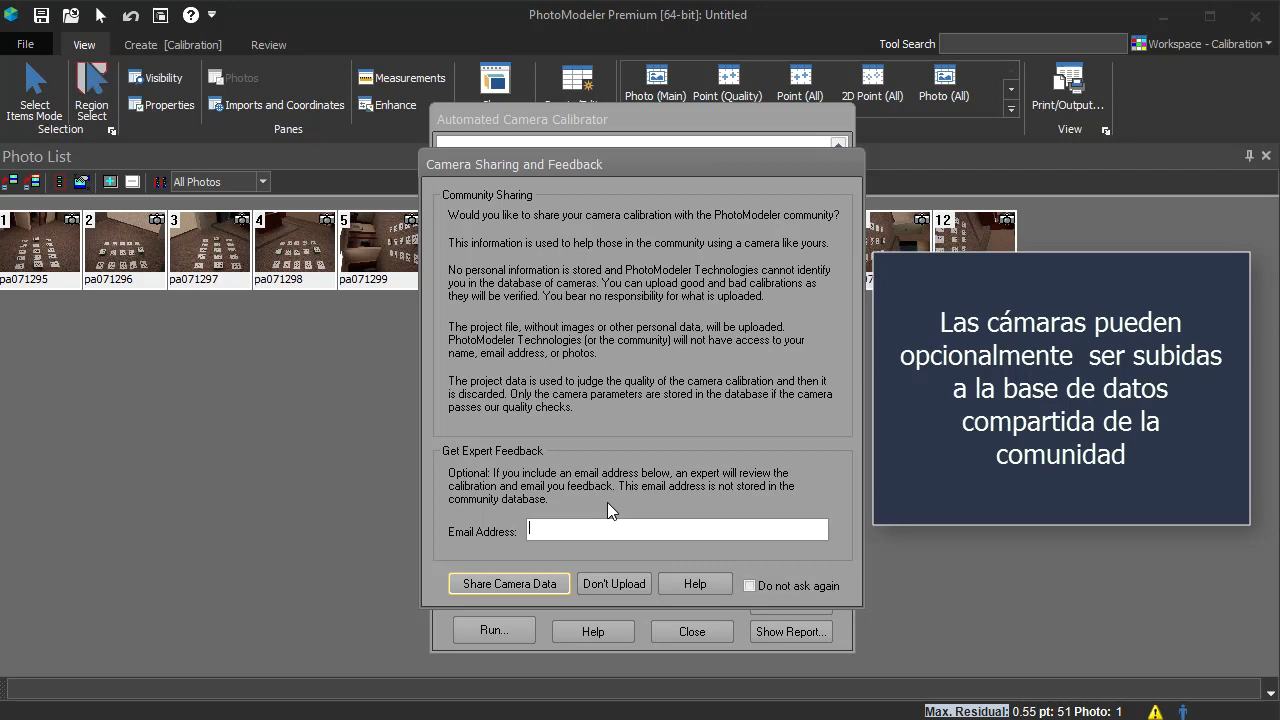 PhotoModeler Premium [64-bit]: Untitled
File
View
Create [Calibration]
Review
Tool Search
Workspace - Calibration
Select
Items Mode
Region
Select
Selection
Visibility
Properties
Photos
Imports and Coordinates
Panes
Measurements
Enhance
Photo (Main)
Point (Quality)
Point (All)
2D Point (All)
Photo (All)
Print/Output...
View
Photo List
All Photos
1
2
3
4
5
12
pa071295
pa071296
pa071297
pa071298
pa071299
Automated Camera Calibrator
Camera Sharing and Feedback
Community Sharing
Would you like to share your camera calibration with the PhotoModeler community?
This information is used to help those in the community using a camera like yours.
No personal information is stored and PhotoModeler Technologies cannot identify
you in the database of cameras. You can upload good and bad calibrations as
they will be verified. You bear no responsibility for what is uploaded.
The project file, without images or other personal data, will be uploaded.
PhotoModeler Technologies (or the community) will not have access to your
name, email address, or photos.
The project data is used to judge the quality of the camera calibration and then it
is discarded. Only the camera parameters are stored in the database if the camera
passes our quality checks.
Get Expert Feedback
Optional: If you include an email address below, an expert will review the
calibration and email you feedback. This email address is not stored in the
community database.
Email Address:
Share Camera Data
Don't Upload
Help
Do not ask again
Run...
Help
Close
Show Report...
Las cámaras pueden
opcionalmente ser subidas
a la base de datos
compartida de la
comunidad
Max. Residual: 0.55 pt: 51 Photo: 1